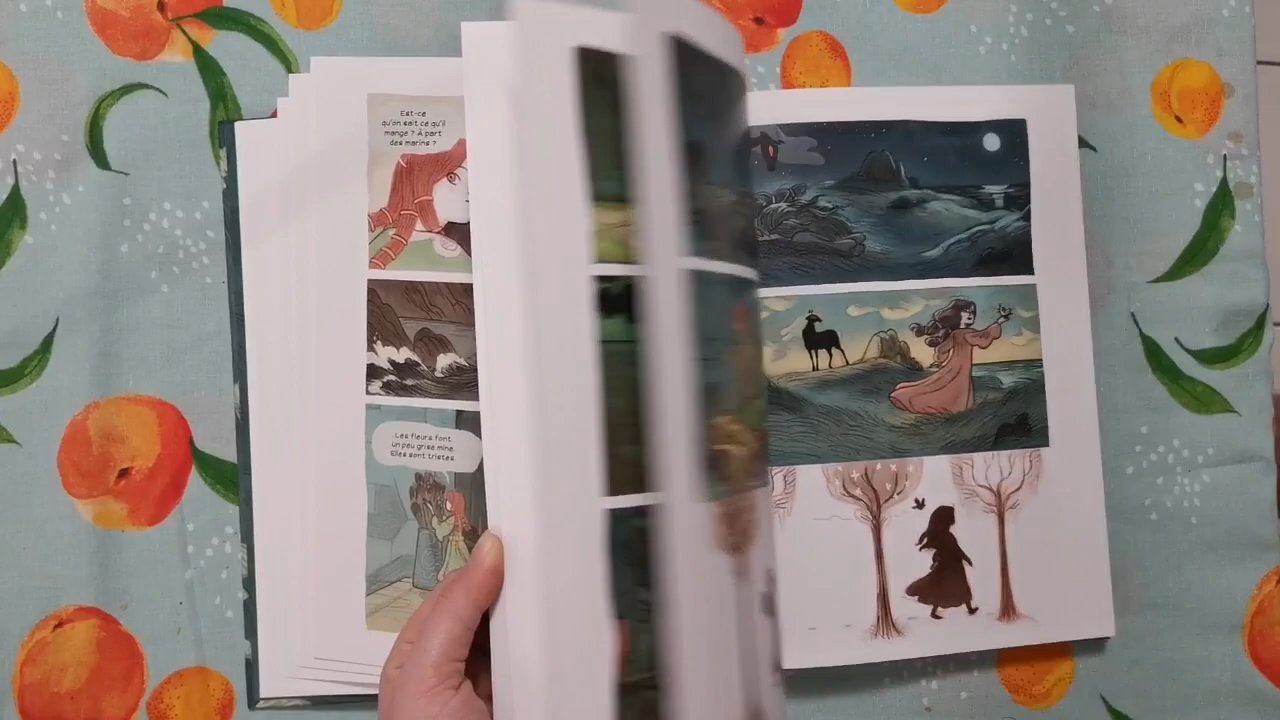 Est-ce
qu'on sait ce qu'il
mange ? À part
des marins ?
Les fleurs font
un peu grise mine.
Elles sont tristes.